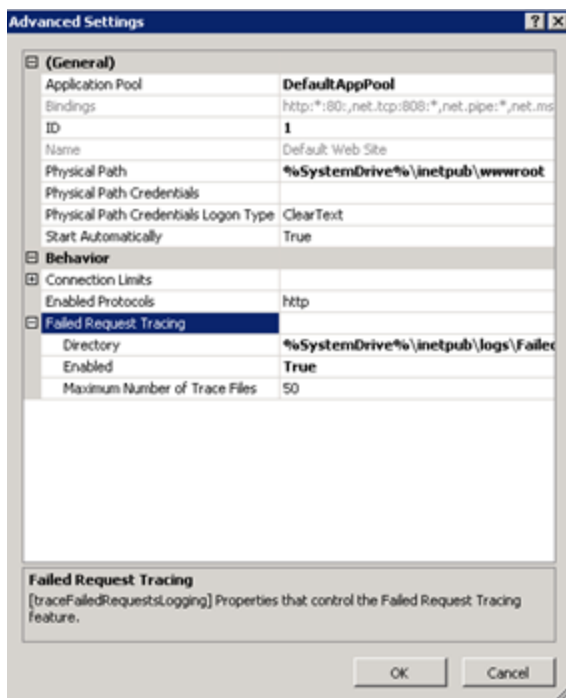 Advanced Settings
(General)
Application Pool DefaultAppPool
Bindings http:*:80:,net.tcp:808:*,net.pipe:*,net.ms
ID 1
Name Default Web Site
Physical Path %SystemDrive%\inetpub\wwwroot
Physical Path Credentials
Physical Path Credentials Logon Type ClearText
Start Automatically True
Behavior
Connection Limits
Enabled Protocols http
Failed Request Tracing
Directory %SystemDrive%\inetpub\logs\Failed
Enabled True
Maximum Number of Trace Files 50
Failed Request Tracing
[traceFailedRequestsLogging] Properties that control the Failed Request Tracing
feature.
OK Cancel